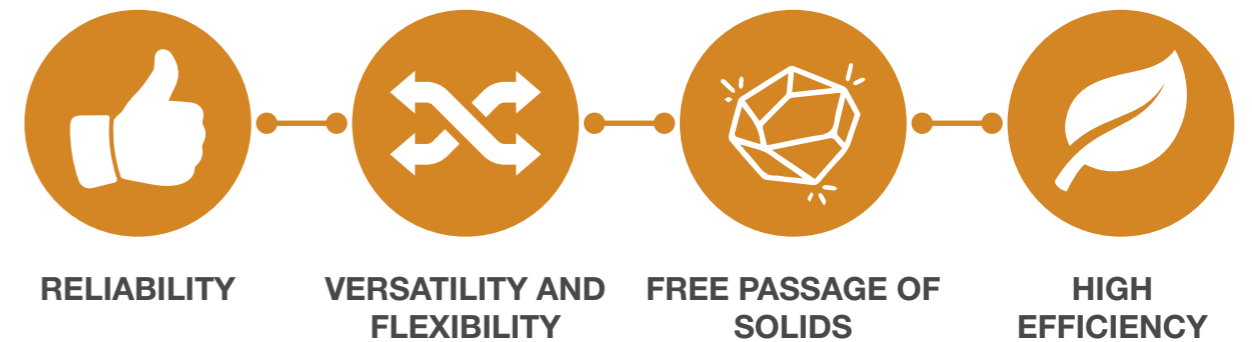 RELIABILITY
VERSATILITY AND
FLEXIBILITY
FREE PASSAGE OF
SOLIDS
HIGH
EFFICIENCY